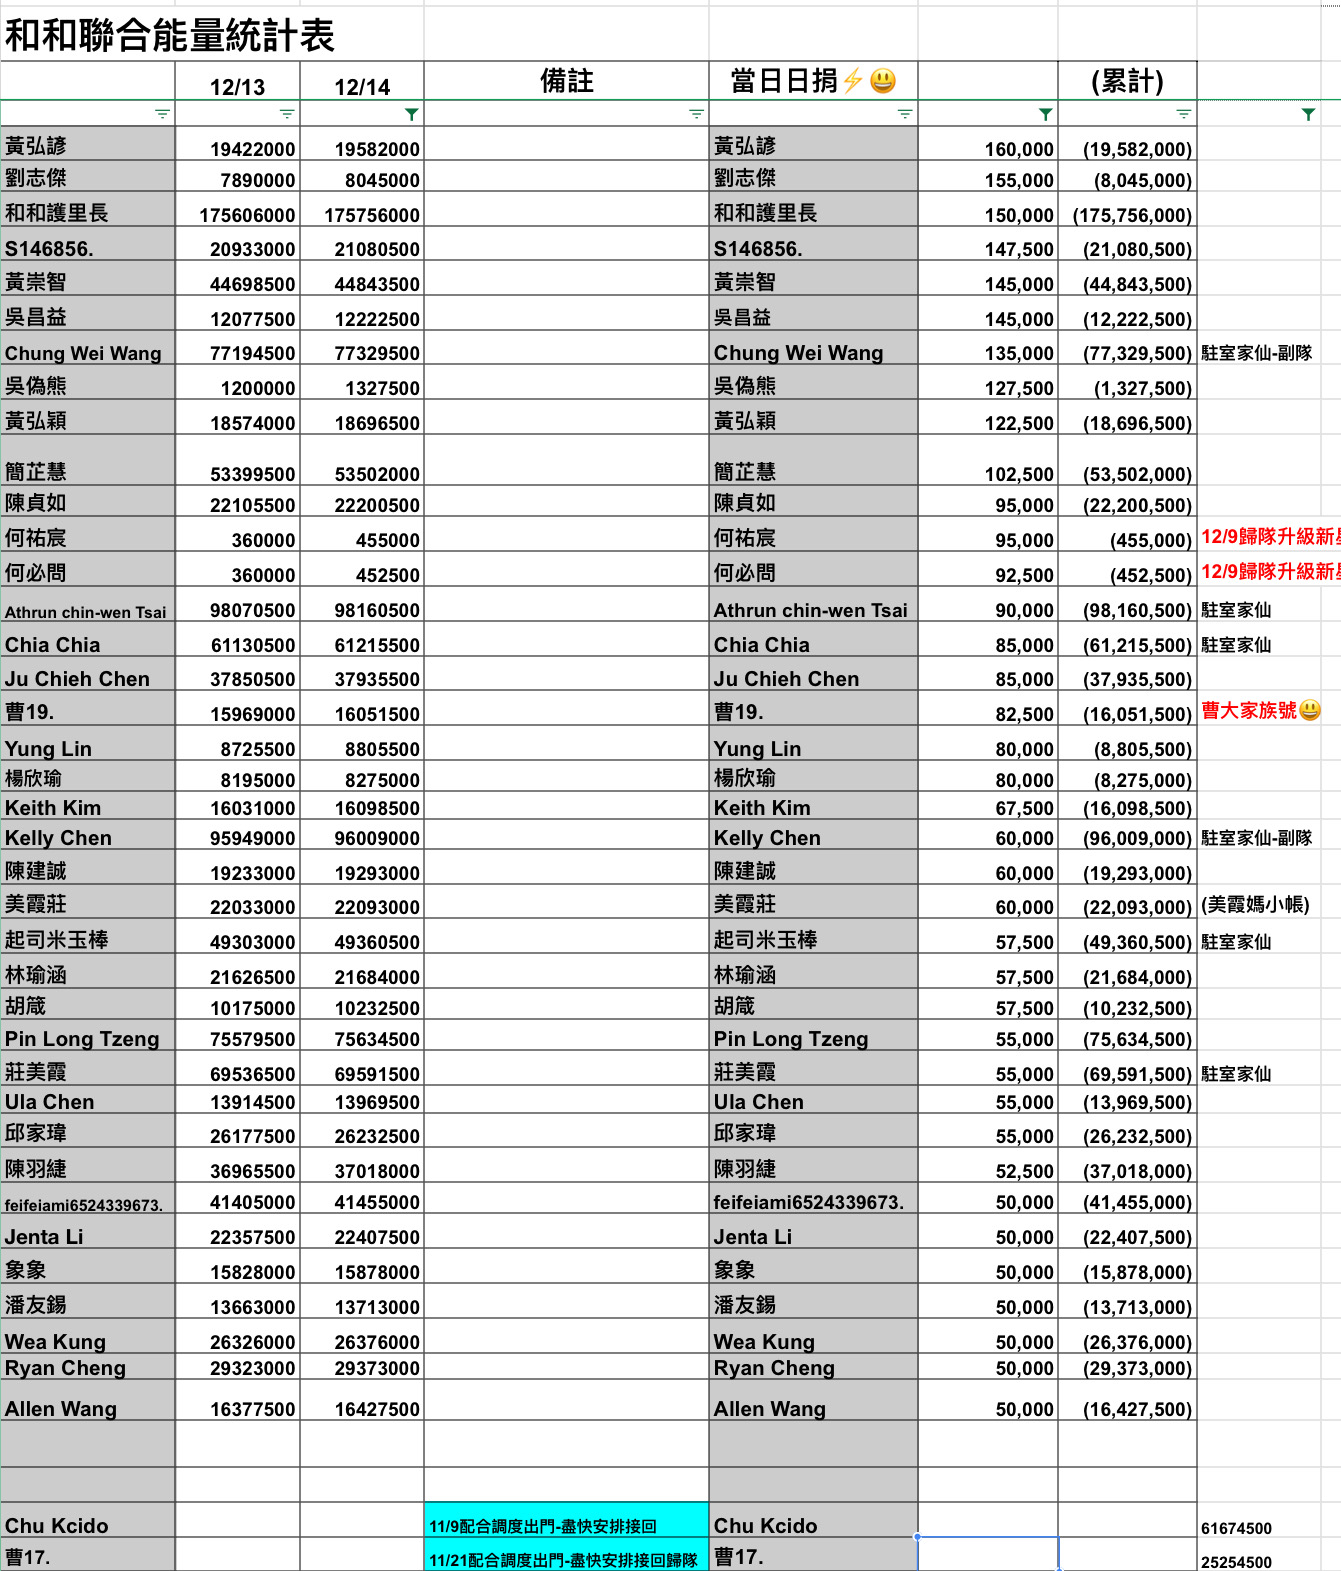 和和聯合能量統計表
12/13 12/14 備註 當日日捐⚡😃 (累計)
黃弘諺 19422000 19582000 黃弘諺 160,000 (19,582,000)
劉志傑 7890000 8045000 劉志傑 155,000 (8,045,000)
和和護里長 175606000 175756000 和和護里長 150,000 (175,756,000)
S146856. 20933000 21080500 S146856. 147,500 (21,080,500)
黃崇智 44698500 44843500 黃崇智 145,000 (44,843,500)
吳昌益 12077500 12222500 吳昌益 145,000 (12,222,500)
Chung Wei Wang 77194500 77329500 Chung Wei Wang 135,000 (77,329,500) 駐室家仙-副隊
吳偽熊 1200000 1327500 吳偽熊 127,500 (1,327,500)
黃弘穎 18574000 18696500 黃弘穎 122,500 (18,696,500)
簡芷慧 53399500 53502000 簡芷慧 102,500 (53,502,000)
陳貞如 22105500 22200500 陳貞如 95,000 (22,200,500)
何祐宸 360000 455000 何祐宸 95,000 (455,000) 12/9歸隊升級新
何必問 360000 452500 何必問 92,500 (452,500) 12/9歸隊升級新
Athrun chin-wen Tsai 98070500 98160500 Athrun chin-wen Tsai 90,000 (98,160,500) 駐室家仙
Chia Chia 61130500 61215500 Chia Chia 85,000 (61,215,500) 駐室家仙
Ju Chieh Chen 37850500 37935500 Ju Chieh Chen 85,000 (37,935,500)
曹19. 15969000 16051500 曹19. 82,500 (16,051,500) 曹大家族號😃
Yung Lin 8725500 8805500 Yung Lin 80,000 (8,805,500)
楊欣瑜 8195000 8275000 楊欣瑜 80,000 (8,275,000)
Keith Kim 16031000 16098500 Keith Kim 67,500 (16,098,500)
Kelly Chen 95949000 96009000 Kelly Chen 60,000 (96,009,000) 駐室家仙-副隊
陳建誠 19233000 19293000 陳建誠 60,000 (19,293,000)
美霞莊 22033000 22093000 美霞莊 60,000 (22,093,000) (美霞媽小帳)
起司米玉棒 49303000 49360500 起司米玉棒 57,500 (49,360,500) 駐室家仙
林瑜涵 21626500 21684000 林瑜涵 57,500 (21,684,000)
胡箴 10175000 10232500 胡箴 57,500 (10,232,500)
Pin Long Tzeng 75579500 75634500 Pin Long Tzeng 55,000 (75,634,500)
莊美霞 69536500 69591500 莊美霞 55,000 (69,591,500) 駐室家仙
Ula Chen 13914500 13969500 Ula Chen 55,000 (13,969,500)
邱家瑋 26177500 26232500 邱家瑋 55,000 (26,232,500)
陳羽緁 36965500 37018000 陳羽緁 52,500 (37,018,000)
feifeiami6524339673. 41405000 41455000 feifeiami6524339673. 50,000 (41,455,000)
Jenta Li 22357500 22407500 Jenta Li 50,000 (22,407,500)
象象 15828000 15878000 象象 50,000 (15,878,000)
潘友錫 13663000 13713000 潘友錫 50,000 (13,713,000)
Wea Kung 26326000 26376000 Wea Kung 50,000 (26,376,000)
Ryan Cheng 29323000 29373000 Ryan Cheng 50,000 (29,373,000)
Allen Wang 16377500 16427500 Allen Wang 50,000 (16,427,500)
Chu Kcido 11/9配合調度出門-盡快安排接回 Chu Kcido 61674500
曹17. 11/21配合調度出門-盡快安排接回歸隊 曹17. 25254500